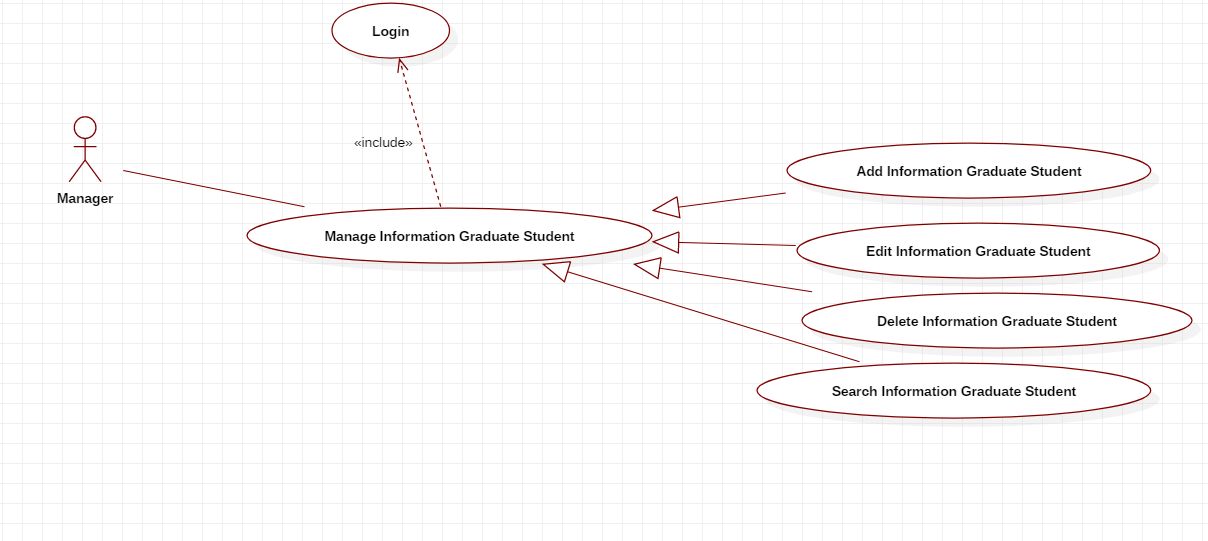 Login
«include»
Manager
Manage Information Graduate Student
Add Information Graduate Student
Edit Information Graduate Student
Delete Information Graduate Student
Search Information Graduate Student